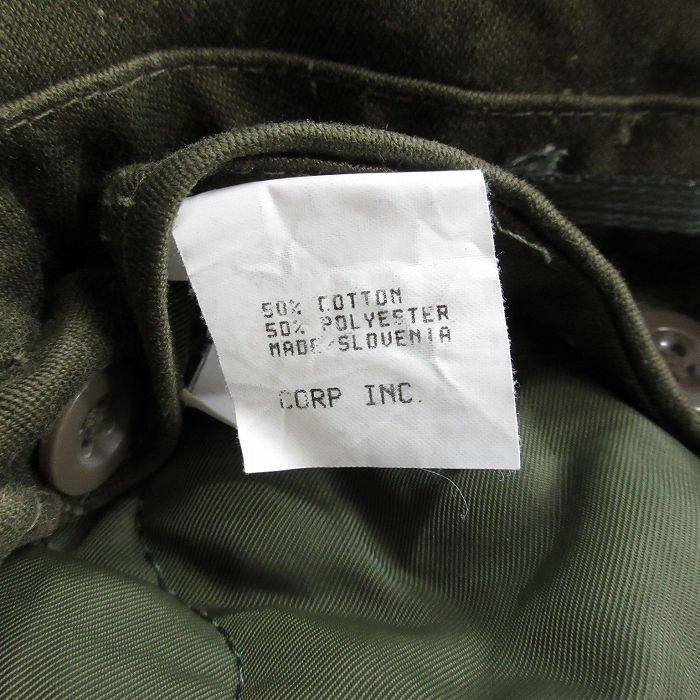 50% COTTON
50% POLYESTER
MADE SLOVENIA
CORP INC.